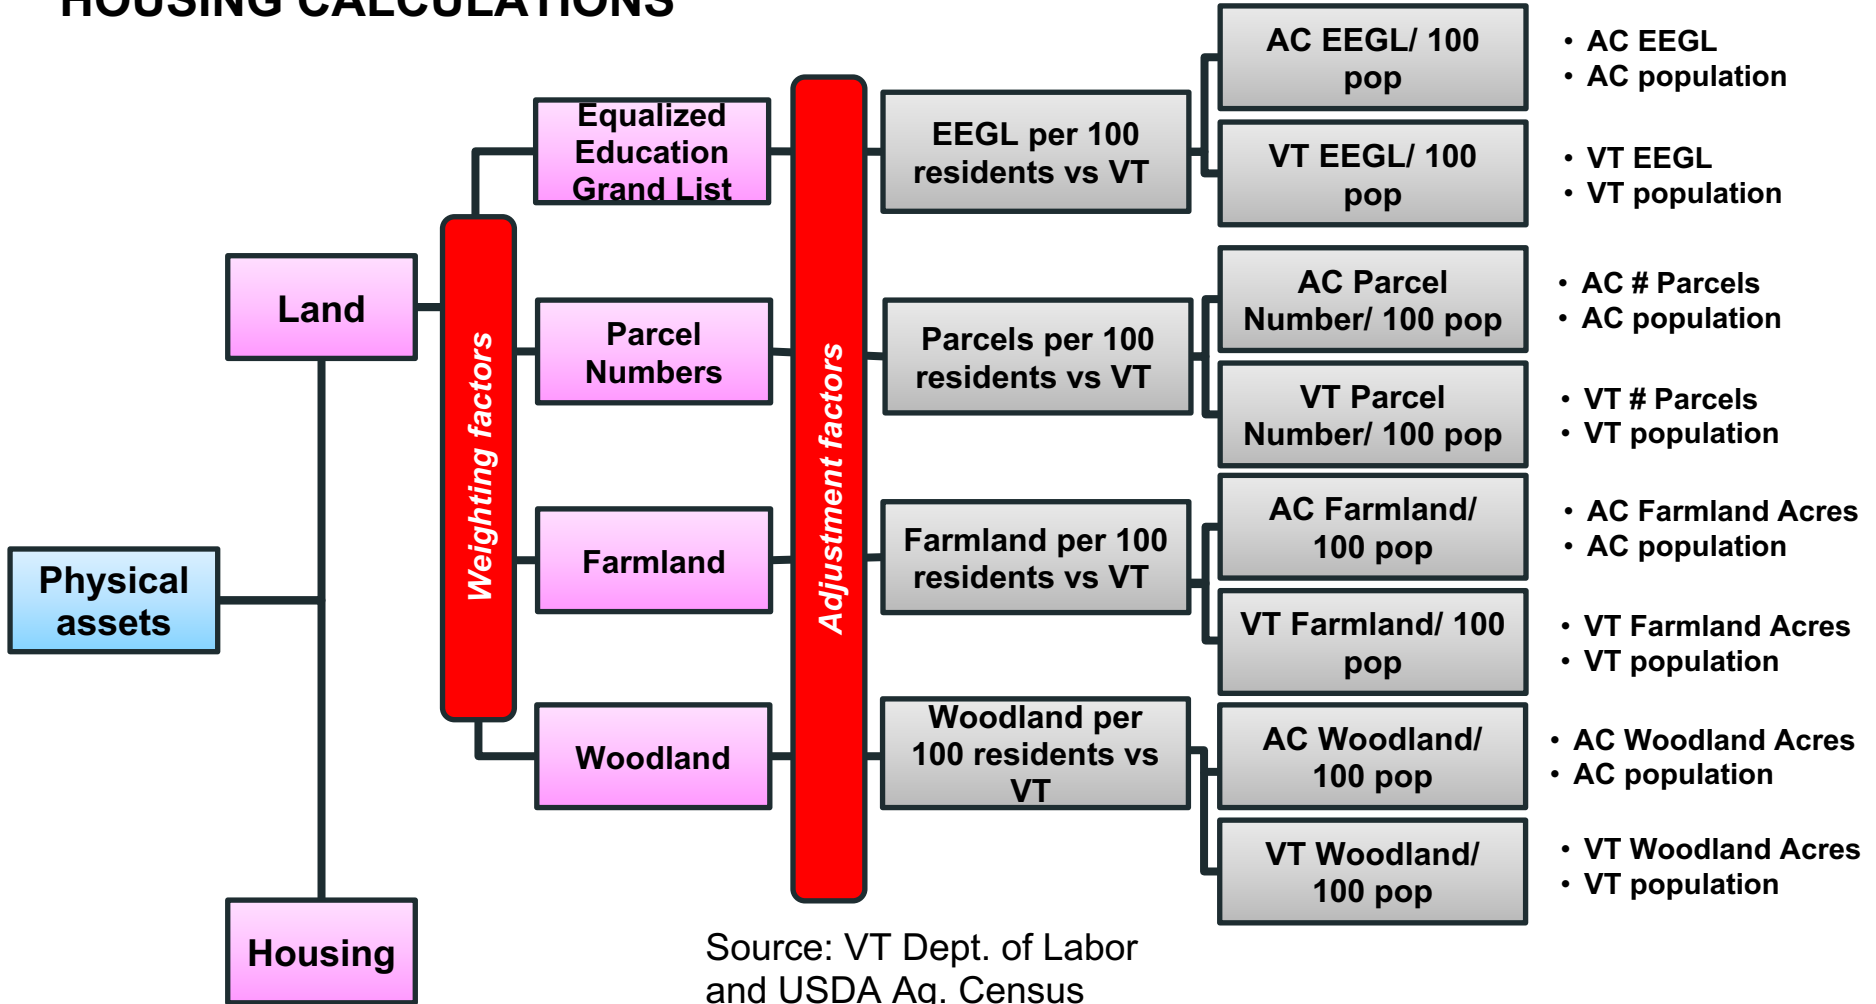 HOUSING CALCULATIONS
Physical
assets
Land
Housing
Weighting factors
Equalized
Education
Grand List
Parcel
Numbers
Farmland
Woodland
Adjustment factors
EEGL per 100
residents vs VT
Parcels per 100
residents vs VT
Farmland per 100
residents vs VT
Woodland per
100 residents vs
VT
AC EEGL/ 100
pop
VT EEGL/ 100
pop
AC Parcel
Number/ 100 pop
VT Parcel
Number/ 100 pop
AC Farmland/
100 pop
VT Farmland/ 100
pop
AC Woodland/
100 pop
VT Woodland/
100 pop
• AC EEGL
• AC population
• VT EEGL
• VT population
• AC # Parcels
• AC population
• VT # Parcels
• VT population
• AC Farmland Acres
• AC population
• VT Farmland Acres
• VT population
• AC Woodland Acres
• AC population
• VT Woodland Acres
• VT population
Source: VT Dept. of Labor
and USDA Ag. Census